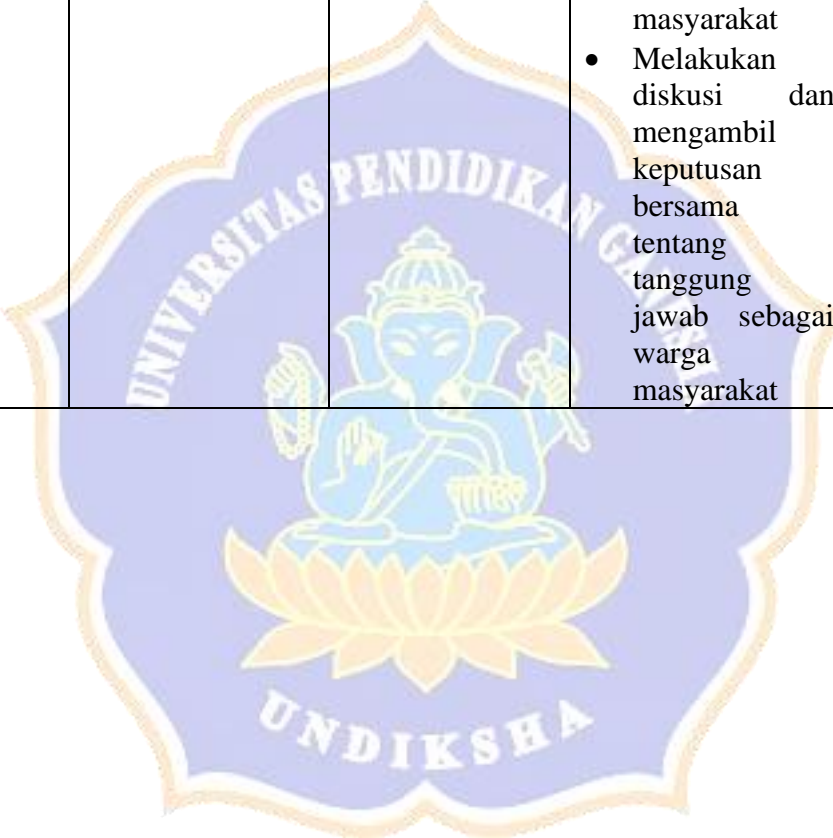 masyarakat
• Melakukan
diskusi dan
mengambil
keputusan
bersama
tentang
tanggung
jawab sebagai
warga
masyarakat
UNIVERSITAS PENDIDIKAN GANESHA
UNDIKSHA